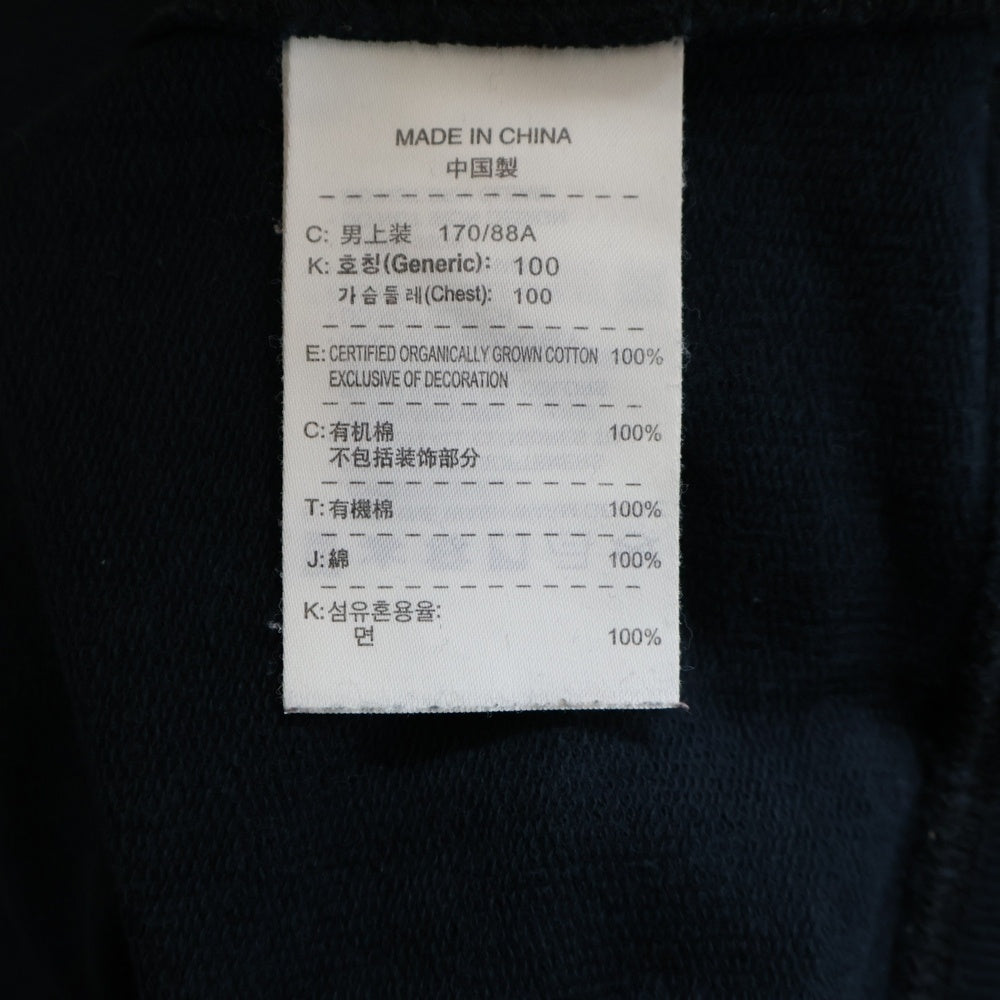 MADE IN CHINA
中国製
C: 男上装 170/88A
K: 호칭(Generic): 100
가슴둘레(Chest): 100
E: CERTIFIED ORGANICALLY GROWN COTTON 100%
EXCLUSIVE OF DECORATION
C: 有机棉 100%
不包括装饰部分
T: 有機棉 100%
J: 綿 100%
K: 섬유혼용율:
면 100%